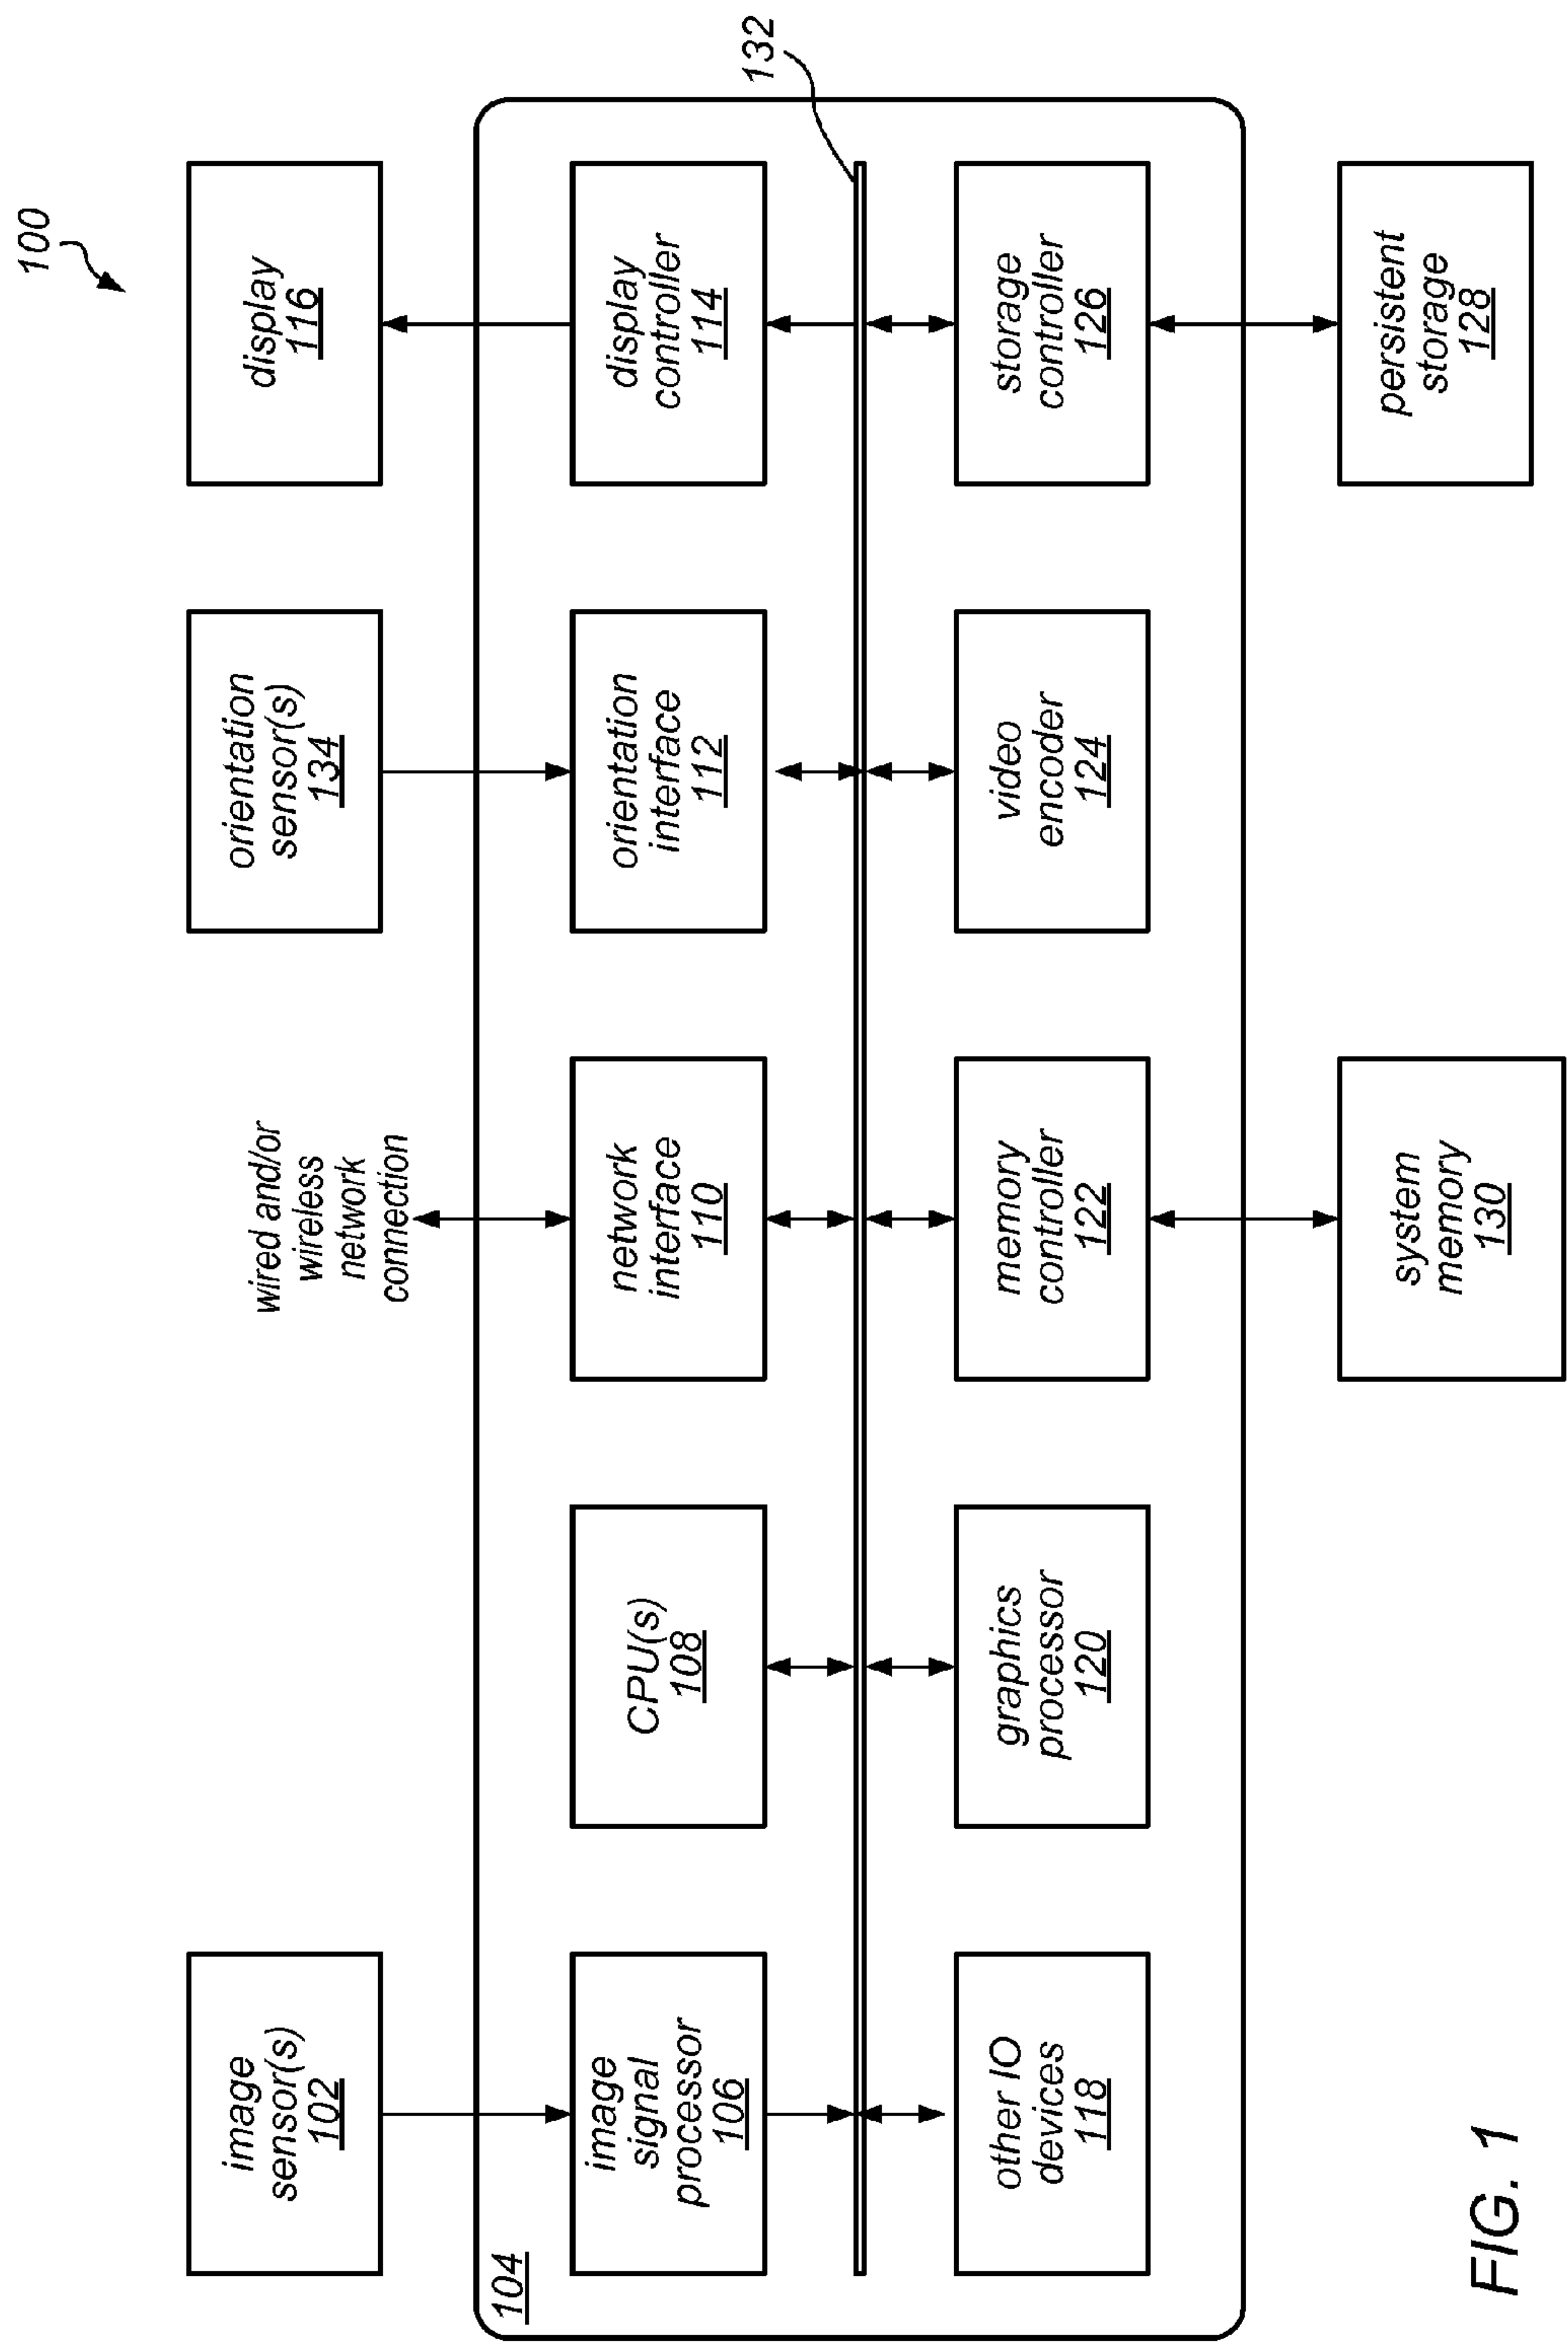 100
display
116
orientation
sensor(s)
134
wired and/or
wireless
network
connection
image
sensor(s)
102
104
image
signal
processor
106
CPU(s)
108
network
interface
110
orientation
interface
112
display
controller
114
132
other IO
devices
118
graphics
processor
120
memory
controller
122
video
encoder
124
storage
controller
126
system
memory
130
persistent
storage
128
FIG. 1